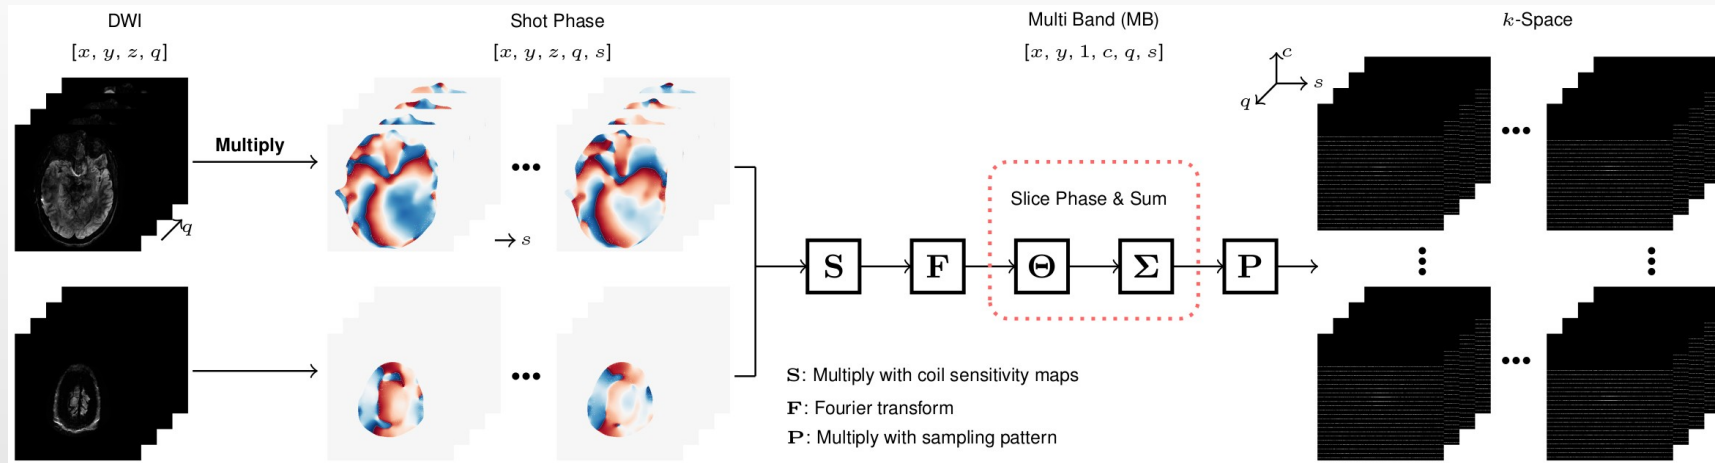 DWI
[x, y, z, q]
Shot Phase
[x, y, z, q, s]
Multi Band (MB)
[x, y, 1, c, q, s]
k-Space
c
s
q
Multiply
•••
q
s
Slice Phase & Sum
S
F
Θ
Σ
P
•••
•••
S: Multiply with coil sensitivity maps
F: Fourier transform
P: Multiply with sampling pattern